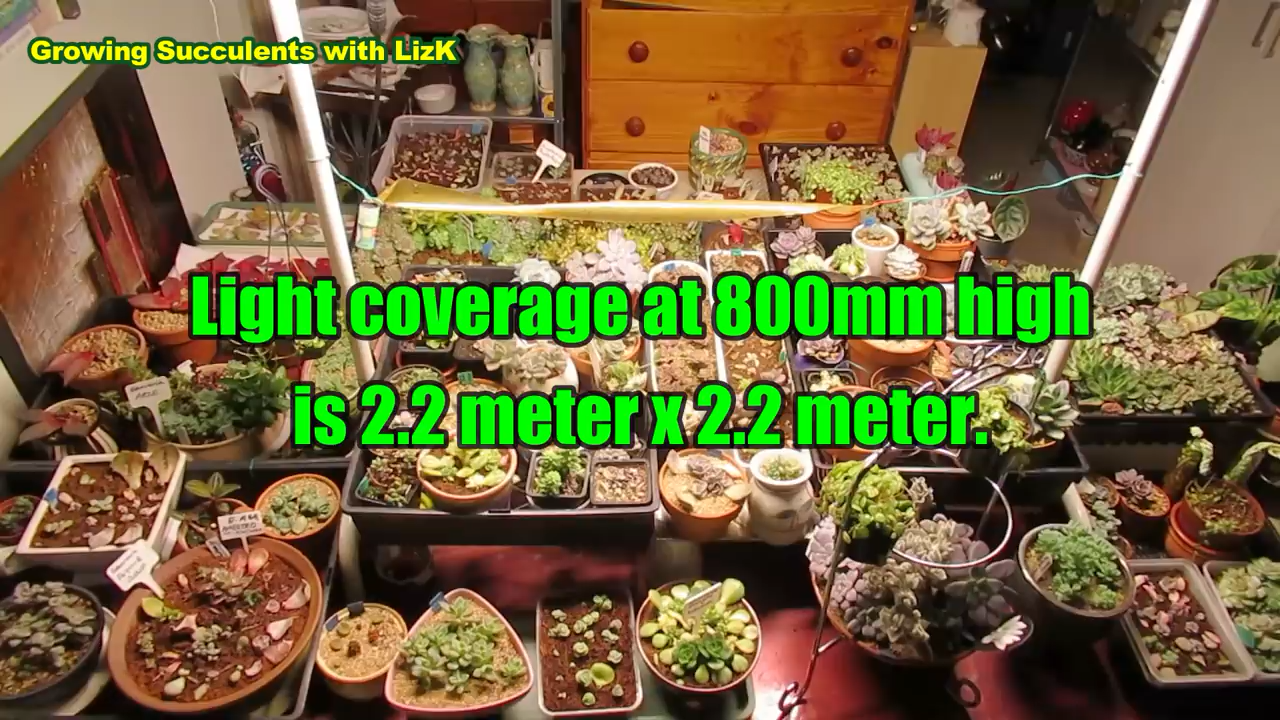 Growing Succulents with LizK
Light coverage at 800mm high
is 2.2 meter x 2.2 meter.